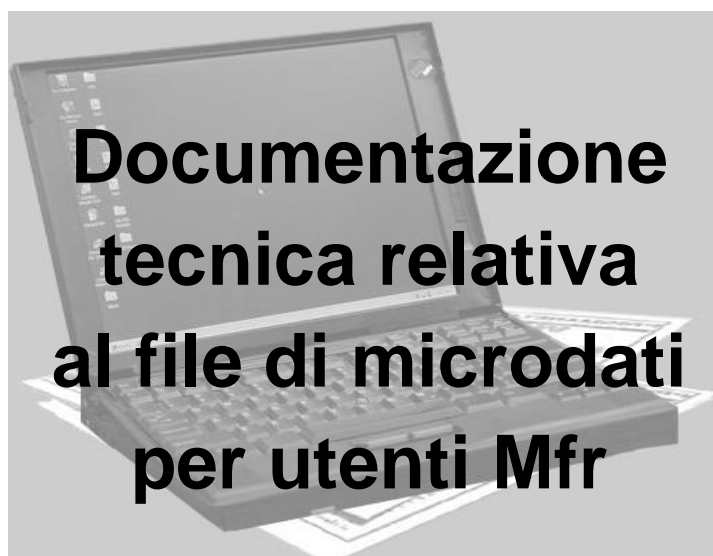 Documentazione
tecnica relativa
al file di microdati
per utenti Mfr